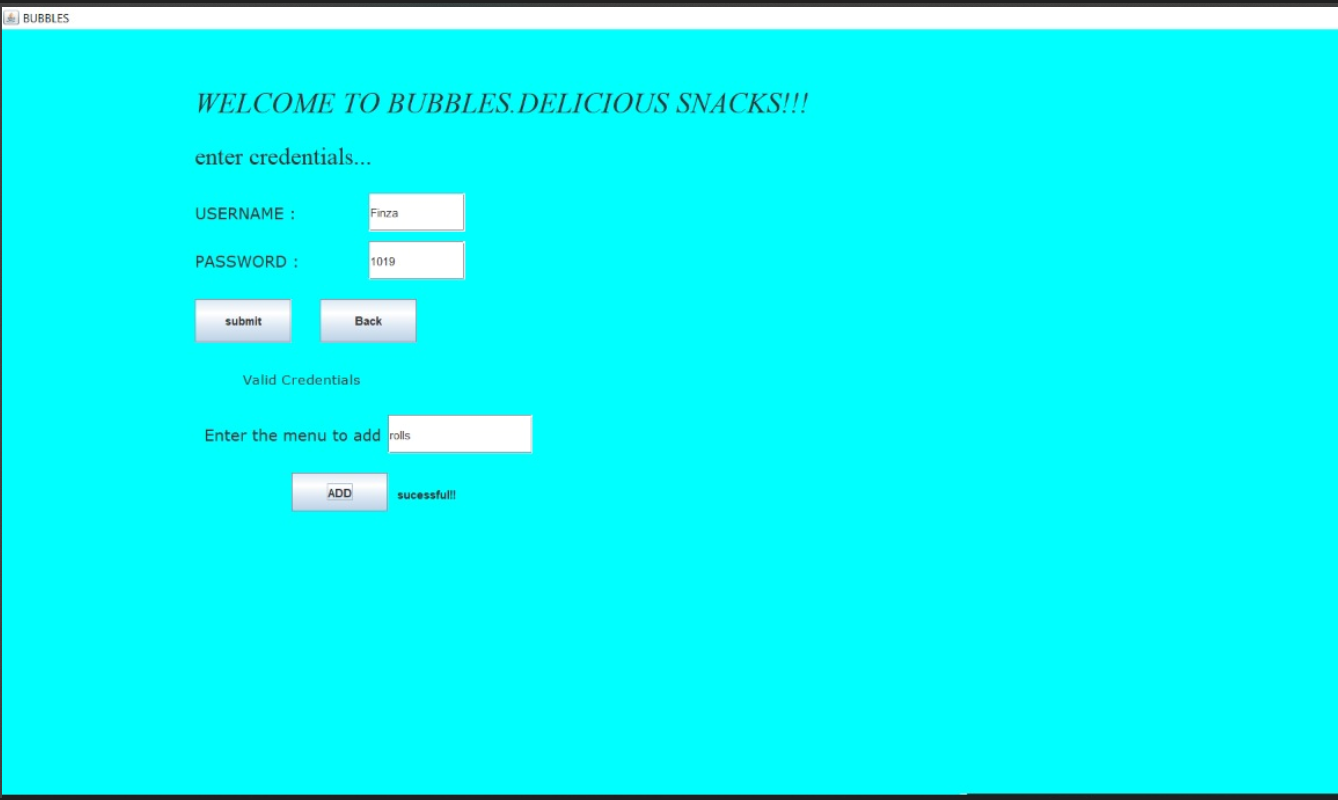 BUBBLES
WELCOME TO BUBBLES.DELICIOUS SNACKS!!!
enter credentials...
USERNAME : Finza
PASSWORD : 1019
submit Back
Valid Credentials
Enter the menu to add rolls
ADD sucessful!!